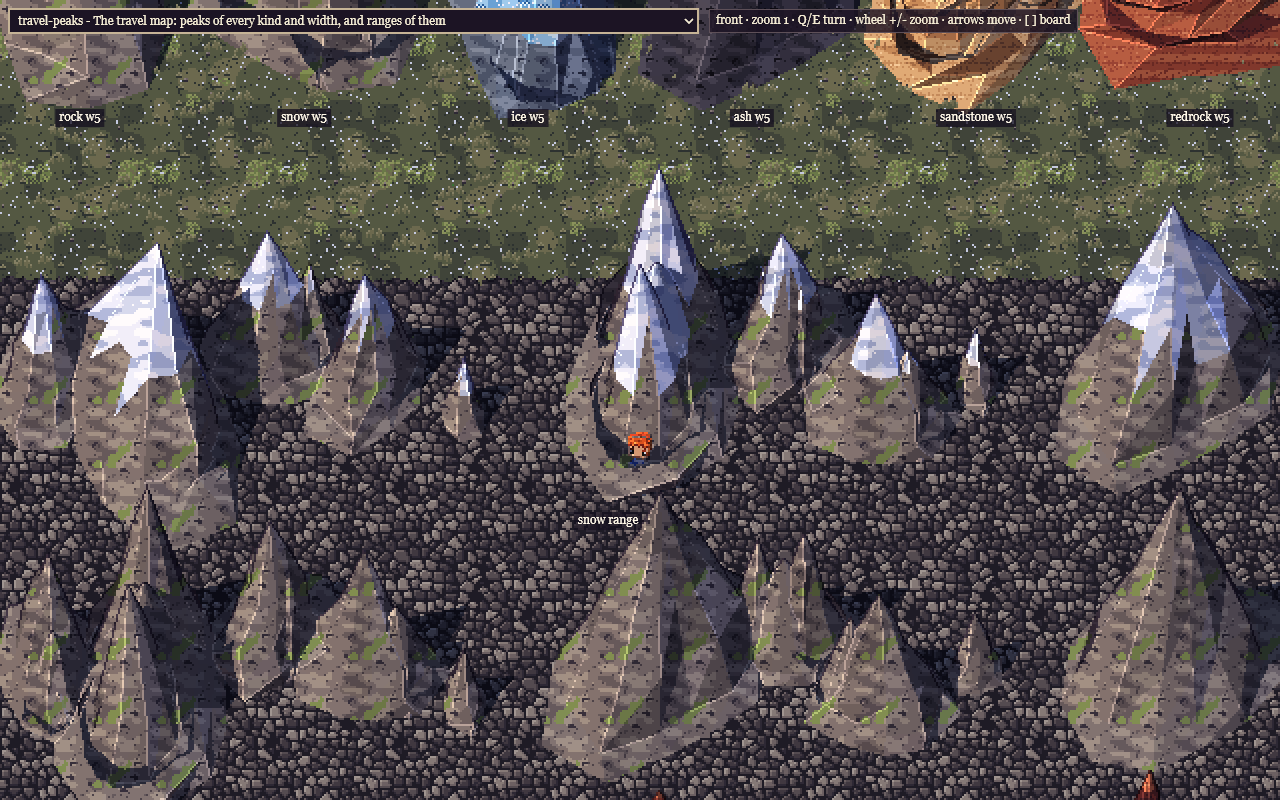 travel-peaks - The travel map: peaks of every kind and width, and ranges of them
front · zoom 1 · Q/E turn · wheel +/- zoom · arrows move · [ ] board
rock w5
snow w5
ice w5
ash w5
sandstone w5
redrock w5
snow range